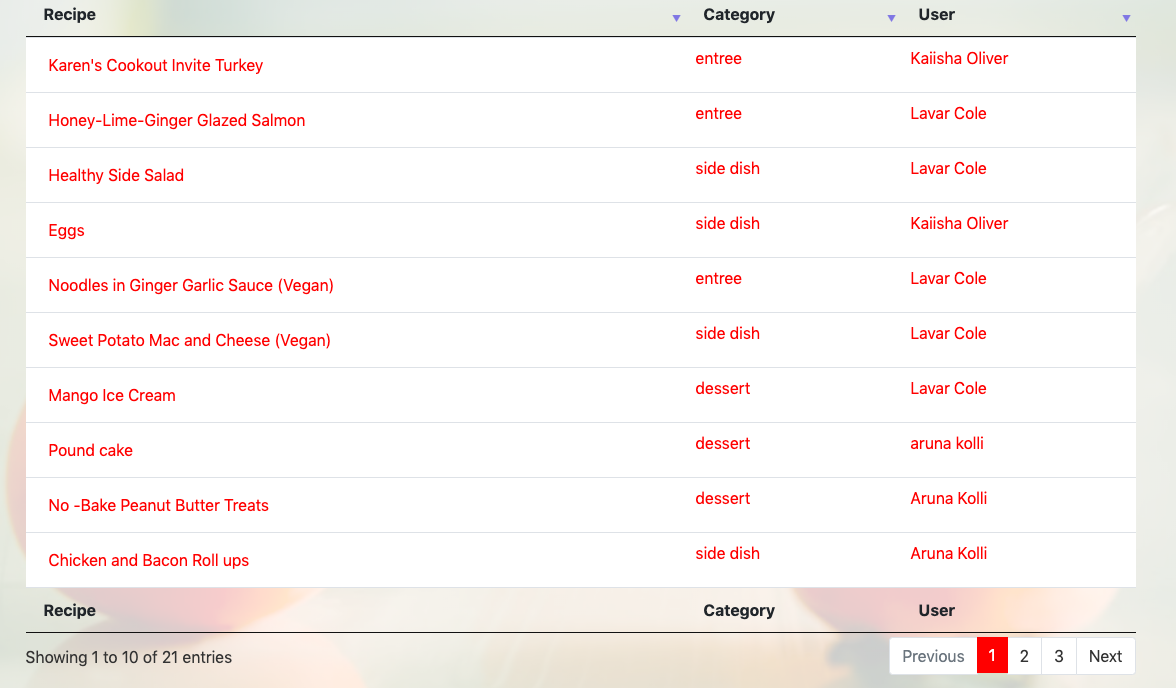 Recipe Category User
Karen's Cookout Invite Turkey entree Kaiisha Oliver
Honey-Lime-Ginger Glazed Salmon entree Lavar Cole
Healthy Side Salad side dish Lavar Cole
Eggs side dish Kaiisha Oliver
Noodles in Ginger Garlic Sauce (Vegan) entree Lavar Cole
Sweet Potato Mac and Cheese (Vegan) side dish Lavar Cole
Mango Ice Cream dessert Lavar Cole
Pound cake dessert aruna kolli
No -Bake Peanut Butter Treats dessert Aruna Kolli
Chicken and Bacon Roll ups side dish Aruna Kolli
Recipe Category User
Showing 1 to 10 of 21 entries Previous 1 2 3 Next